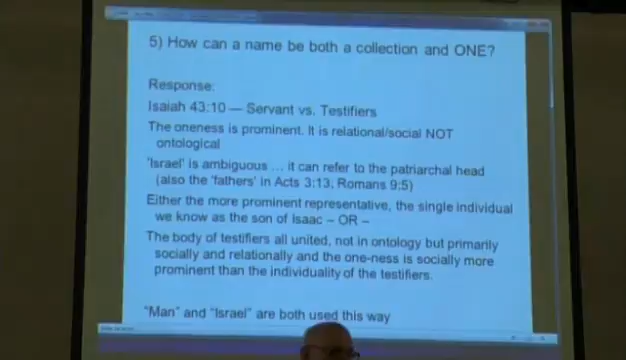 5) How can a name be both a collection and ONE?
Response:
Isaiah 43:10 — Servant vs. Testifiers
The oneness is prominent. It is relational/social NOT
ontological
'Israel' is ambiguous ... it can refer to the patriarchal head
(also the 'fathers' in Acts 3:13, Romans 9:5)
Either the more prominent representative, the single individual
we know as the son of Isaac – OR –
The body of testifiers all united, not in ontology but primarily
socially and relationally and the one-ness is socially more
prominent than the individuality of the testifiers.
"Man" and "Israel" are both used this way